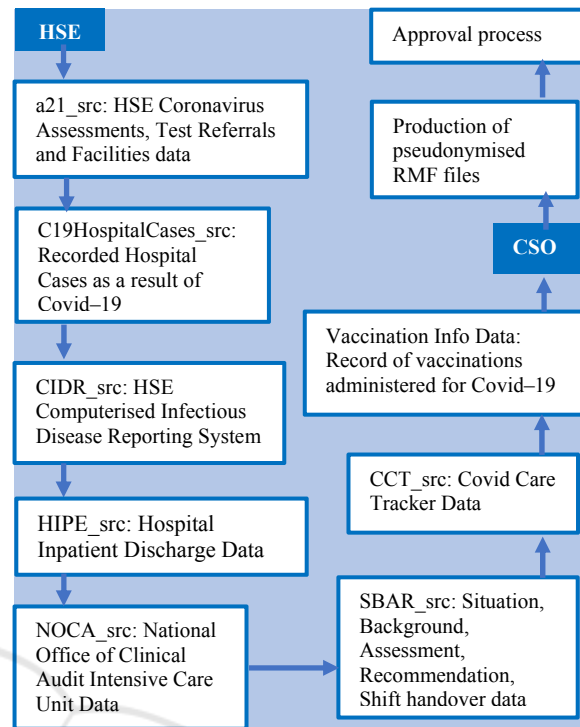 HSE
a21_src: HSE Coronavirus
Assessments, Test Referrals
and Facilities data
C19HospitalCases_src:
Recorded Hospital
Cases as a result of
Covid–19
CIDR_src: HSE
Computerised Infectious
Disease Reporting System
HIPE_src: Hospital
Inpatient Discharge Data
NOCA_src: National
Office of Clinical
Audit Intensive Care
Unit Data
SBAR_src: Situation,
Background,
Assessment,
Recommendation,
Shift handover data
CCT_src: Covid Care
Tracker Data
Vaccination Info Data:
Record of vaccinations
administered for Covid–19
CSO
Production of
pseudonymised
RMF files
Approval process